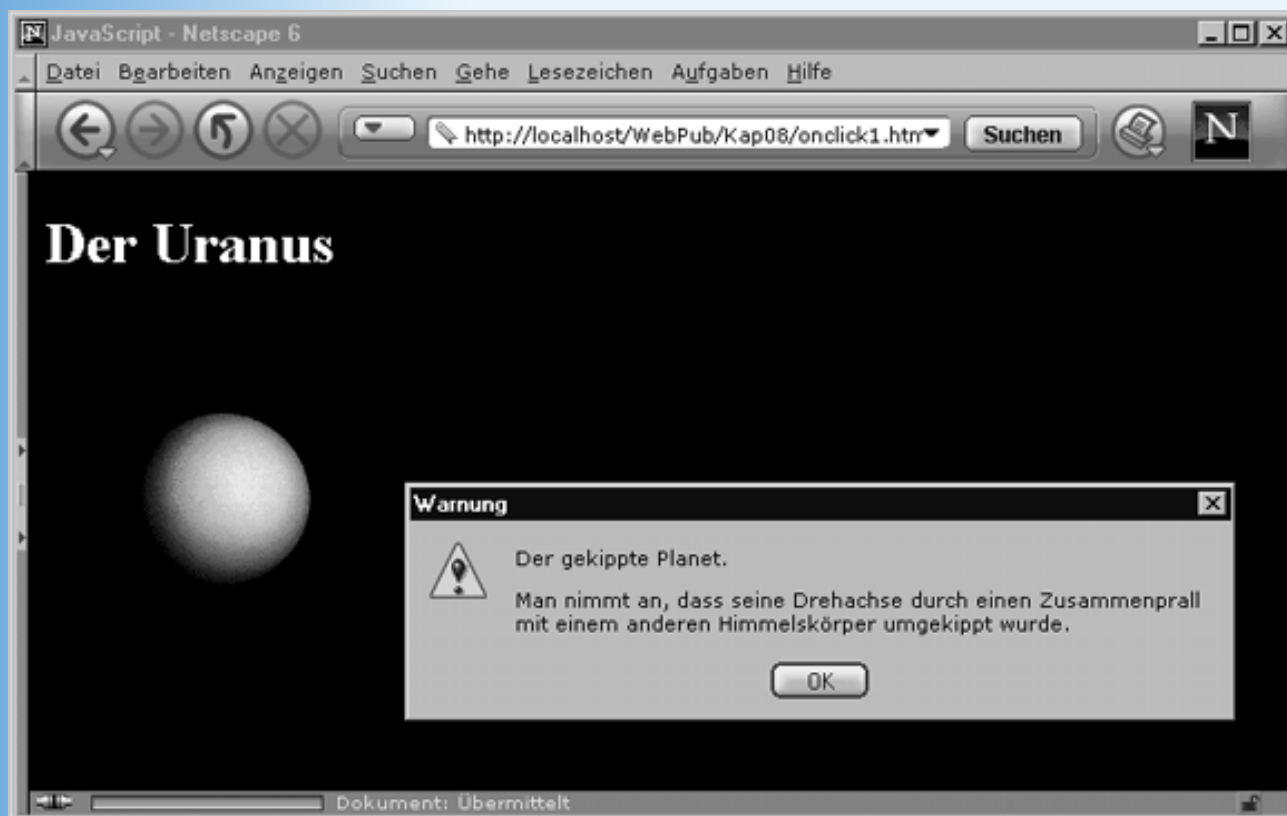 JavaScript - Netscape 6
Datei Bearbeiten Anzeigen Suchen Gehe Lesezeichen Aufgaben Hilfe
http://localhost/WebPub/Kap08/onclick1.htm Suchen N
Der Uranus
Warnung
Der gekippte Planet.
Man nimmt an, dass seine Drehachse durch einen Zusammenprall
mit einem anderen Himmelskörper umgekippt wurde.
OK
Dokument: Übermittelt